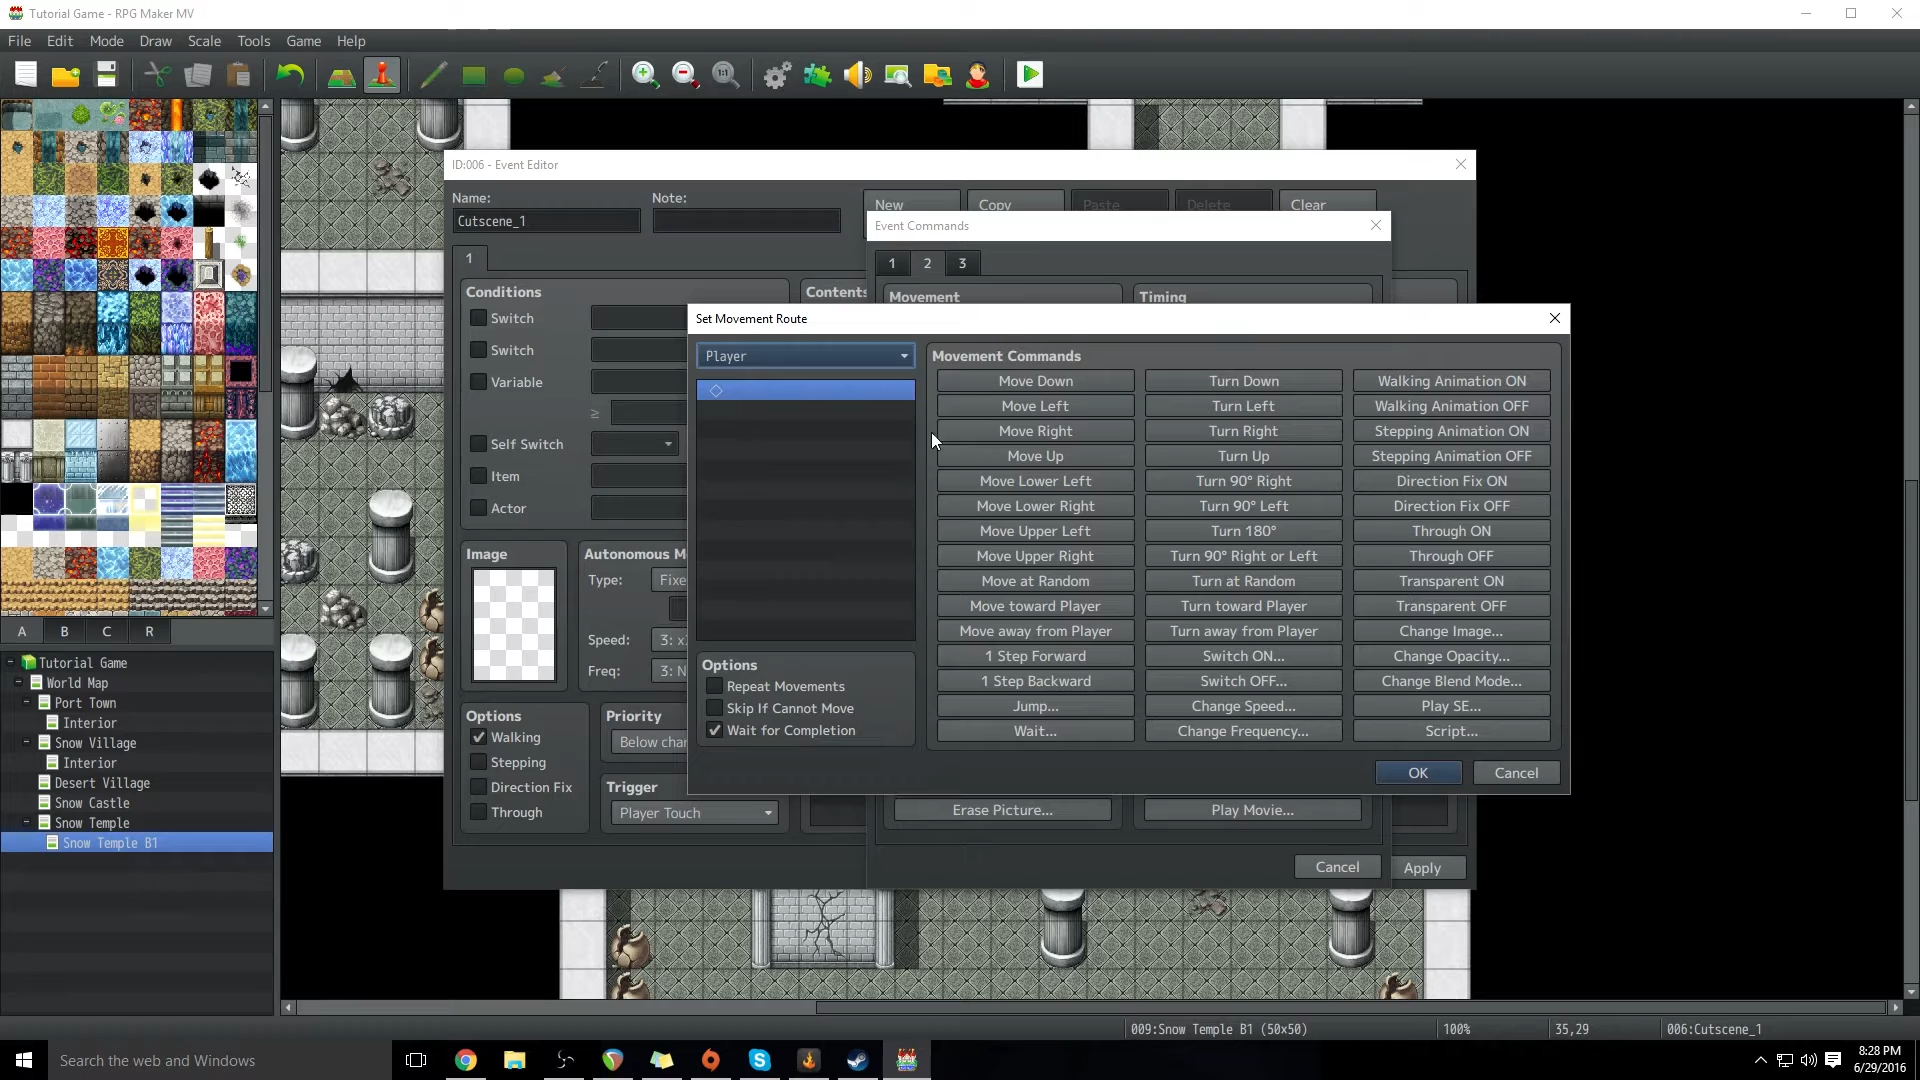 Tutorial Game - RPG Maker MV
File Edit Mode Draw Scale Tools Game Help
1:1
ID:006 - Event Editor
Name:
Note:
Cutscene_1
New
Copy
Paste
Delete
Clear
Event Commands
1
1 2 3
Conditions
Contents
Movement
Timing
Switch
Switch
Variable
≥
Self Switch
Item
Actor
Image
Autonomous M
Type:
Fixe
Speed:
3: x
Freq:
3: N
Options
Walking
Stepping
Direction Fix
Through
Priority
Below char
Trigger
Player Touch
Set Movement Route
Player
Options
Repeat Movements
Skip If Cannot Move
Wait for Completion
Movement Commands
Move Down
Turn Down
Walking Animation ON
Move Left
Turn Left
Walking Animation OFF
Move Right
Turn Right
Stepping Animation ON
Move Up
Turn Up
Stepping Animation OFF
Move Lower Left
Turn 90° Right
Direction Fix ON
Move Lower Right
Turn 90° Left
Direction Fix OFF
Move Upper Left
Turn 180°
Through ON
Move Upper Right
Turn 90° Right or Left
Through OFF
Move at Random
Turn at Random
Transparent ON
Move toward Player
Turn toward Player
Transparent OFF
Move away from Player
Turn away from Player
Change Image...
1 Step Forward
Switch ON...
Change Opacity...
1 Step Backward
Switch OFF...
Change Blend Mode...
Jump...
Change Speed...
Play SE...
Wait...
Change Frequency...
Script...
OK
Cancel
Erase Picture...
Play Movie...
Cancel
Apply
A B C R
Tutorial Game
World Map
Port Town
Interior
Snow Village
Interior
Desert Village
Snow Castle
Snow Temple
Snow Temple B1
009:Snow Temple B1 (50x50)
100%
35,29
006:Cutscene_1
Search the web and Windows
8:28 PM
6/29/2016